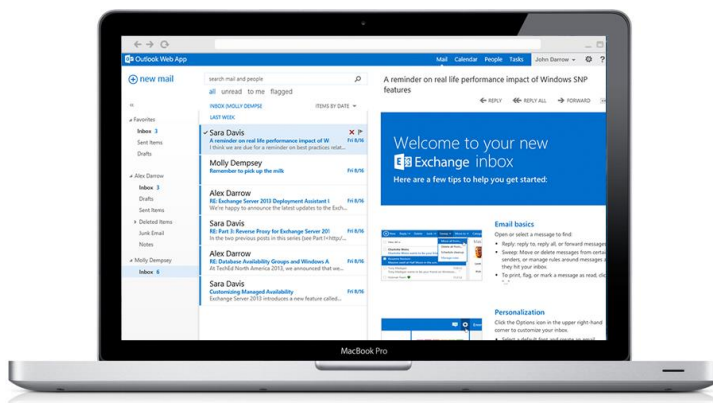 Outlook Web App
Mail Calendar People Tasks John Darrow ?
new mail
search mail and people
all unread to me flagged
INBOX (MOLLY DEMPSE ITEMS BY DATE
LAST WEEK
Favorites
Inbox 3
Sent Items
Drafts
Alex Darrow
Inbox 3
Drafts
Sent Items
Deleted Items
Junk Email
Notes
Molly Dempsey
Inbox 6
Sara Davis
A reminder on real life performance impact of W Fri 8/16
I think we are due for a reminder on best practices relat...
Molly Dempsey
Remember to pick up the milk Fri 8/16
Alex Darrow
RE: Exchange Server 2013 Deployment Assistant I Fri 8/16
We're happy to announce the latest updates to the Exch...
Sara Davis
RE: Part 3: Reverse Proxy for Exchange Server 201 Fri 8/16
In the two previous posts in this series (see Part I<http:/...
Alex Darrow
RE: Database Availability Groups and Windows A Fri 8/16
At TechEd North America 2013, we announced that we...
Sara Davis
Customizing Managed Availability Fri 8/16
Exchange Server 2013 introduces a new feature called...
A reminder on real life performance impact of Windows SNP
features
REPLY REPLY ALL FORWARD
Welcome to your new
Exchange inbox
Here are a few tips to help you get started:
Email basics
Open or select a message to find:
• Reply: reply to, reply all, or forward messages
• Sweep: Move or delete messages from certain
senders, or manage rules around messages a
they hit your inbox.
• To print, flag, or mark a message as read, clic
Personalization
Click the Options icon in the upper right-hand
corner to customize your inbox.
MacBook Pro